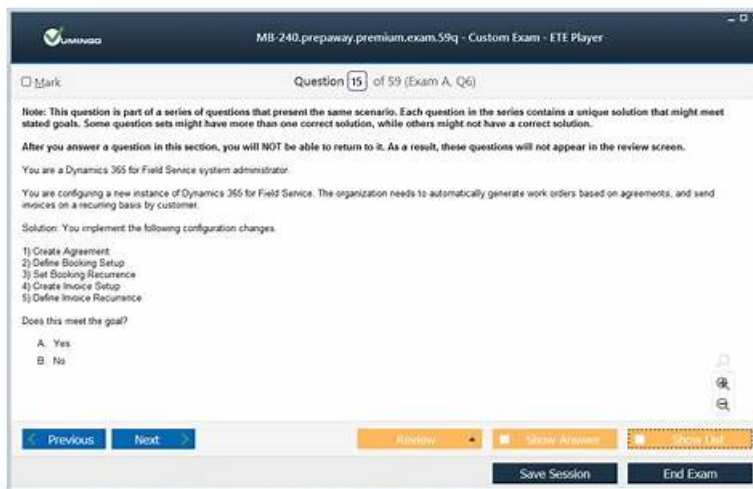 VUMINGO
MB-240.prepaway.premium.exam.59q - Custom Exam - ETE Player
Mark
Question 15 of 59 (Exam A, Q6)
Note: This question is part of a series of questions that present the same scenario. Each question in the series contains a unique solution that might meet
stated goals. Some question sets might have more than one correct solution, while others might not have a correct solution.
After you answer a question in this section, you will NOT be able to return to it. As a result, these questions will not appear in the review screen.
You are a Dynamics 365 for Field Service system administrator.
You are configuring a new instance of Dynamics 365 for Field Service. The organization needs to automatically generate work orders based on agreements, and send
invoices on a recurring basis by customer.
Solution: You implement the following configuration changes.
1) Create Agreement
2) Define Booking Setup
3) Set Booking Recurrence
4) Create Invoice Setup
5) Define Invoice Recurrence
Does this meet the goal?
A. Yes
B. No
Previous
Next
Review
Show Answer
Show List
Save Session
End Exam